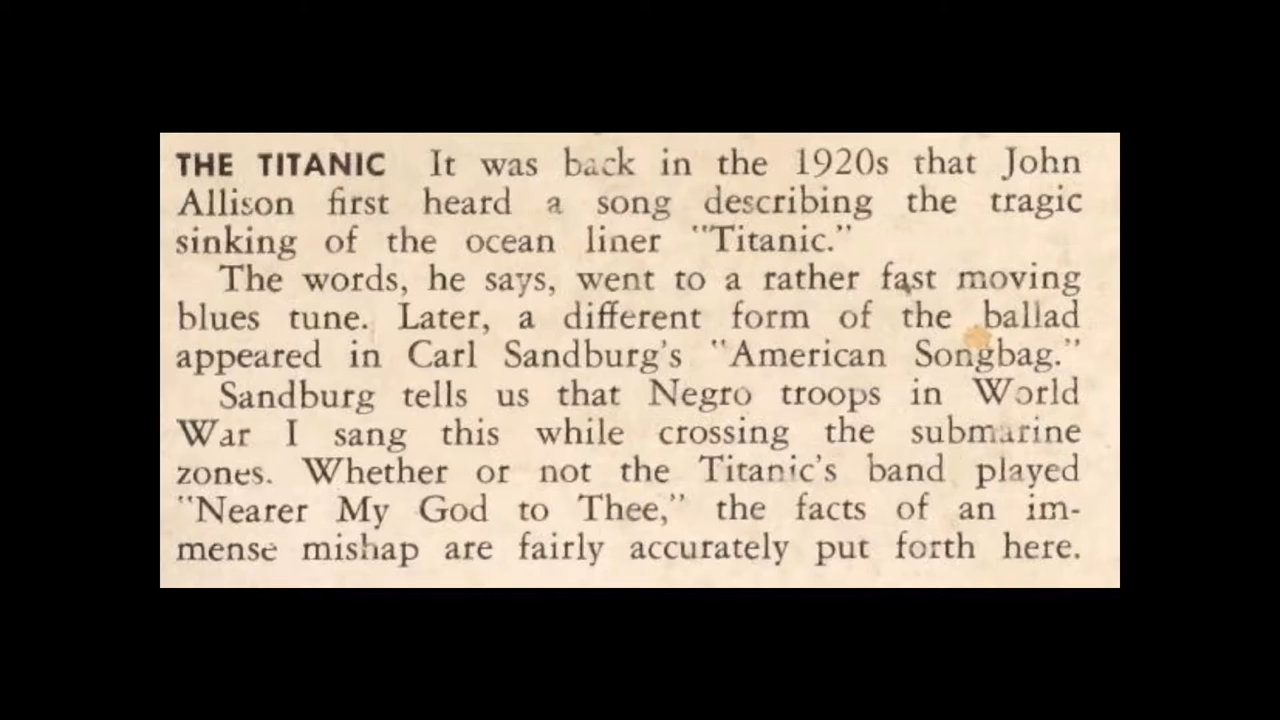 THE TITANIC It was back in the 1920s that John
Allison first heard a song describing the tragic
sinking of the ocean liner "Titanic."
The words, he says, went to a rather fast moving
blues tune. Later, a different form of the ballad
appeared in Carl Sandburg's "American Songbag."
Sandburg tells us that Negro troops in World
War I sang this while crossing the submarine
zones. Whether or not the Titanic's band played
"Nearer My God to Thee," the facts of an im-
mense mishap are fairly accurately put forth here.